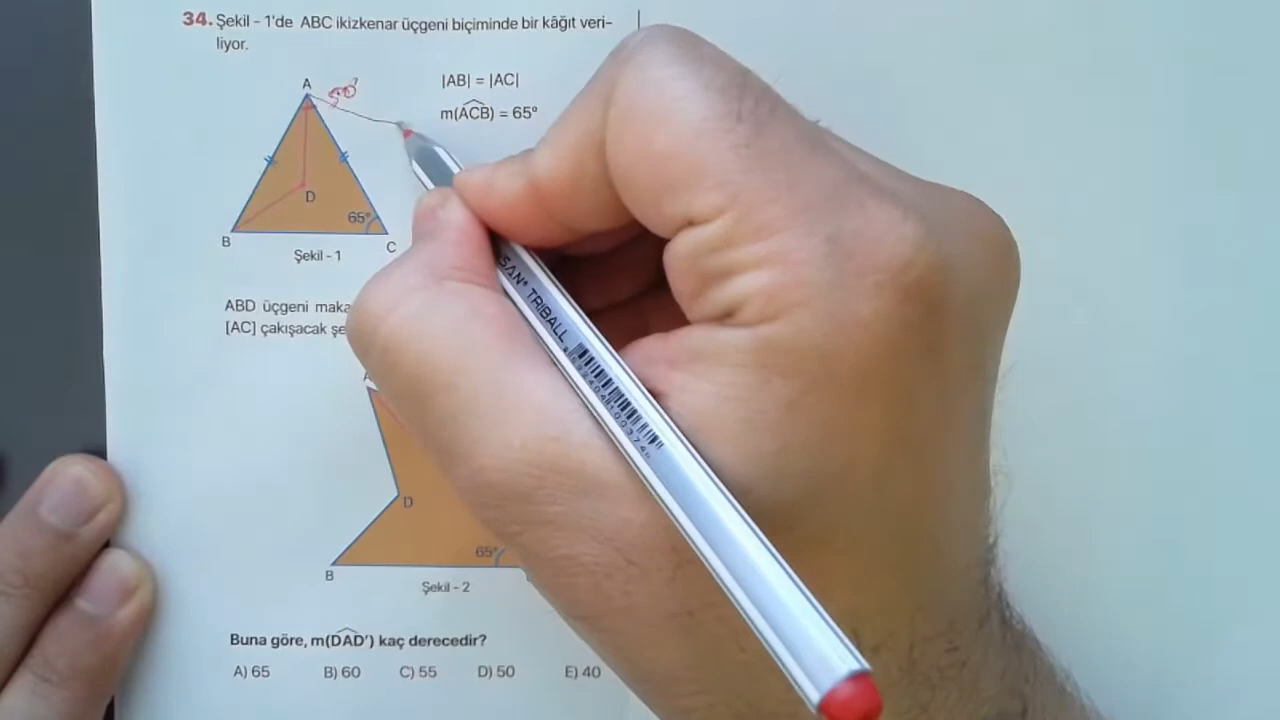 34. Şekil - 1'de ABC ikizkenar üçgeni biçiminde bir kâğıt veri-
liyor.
A
50°
|AB| = |AC|
m(ACB) = 65°
D
65°
B
C
Şekil - 1
ABD üçgeni maka
[AC] çakışacak şe
D
65°
B
Şekil - 2
SAN® TRIBALL
Buna göre, m(DAD') kaç derecedir?
A) 65 B) 60 C) 55 D) 50 E) 40